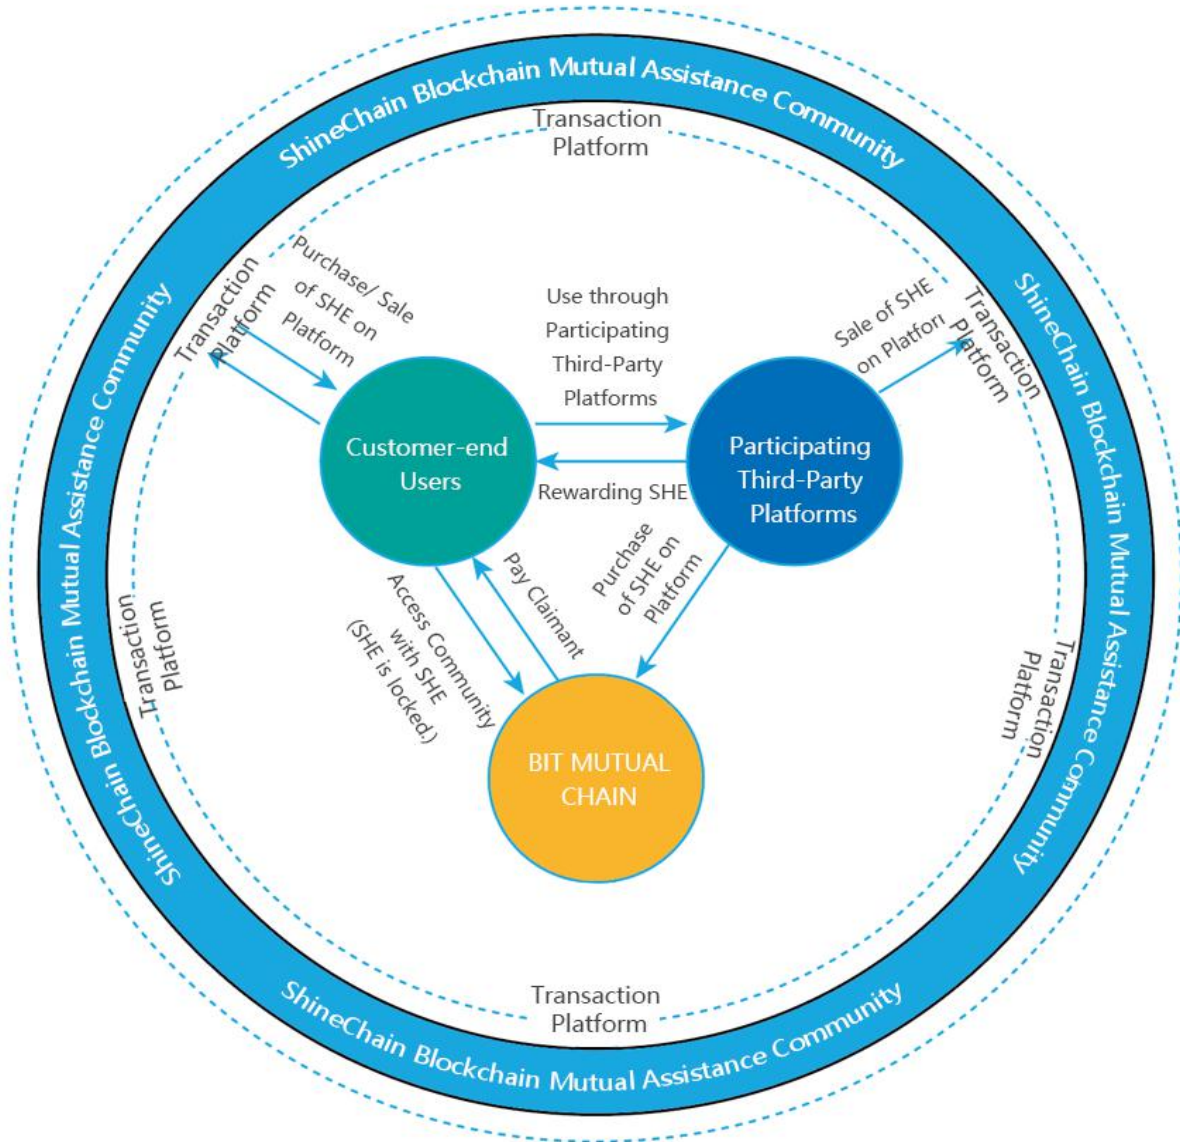 ShineChain Blockchain Mutual Assistance Community
Transaction
Platform
ShineChain Blockchain Mutual Assistance Community
Transaction
Platform
Purchase/ Sale
of SHE on
Platform
Use through
Participating
Third-Party
Platforms
Sale of SHE
on Platfor
Transaction
Platform
ShineChain Blockchain Mutual Assistance Community
Customer-end
Users
Participating
Third-Party
Platforms
Rewarding SHE
Access Community
with SHE
(SHE is locked.)
Pay Claimant
Purchase
of SHE on
Platform
Transaction
Platform
Transaction
Platform
BIT MUTUAL
CHAIN
Transaction
Platform
ShineChain Blockchain Mutual Assistance Community